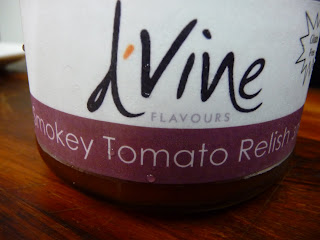 d'Vine
FLAVOURS
Smokey Tomato Relish